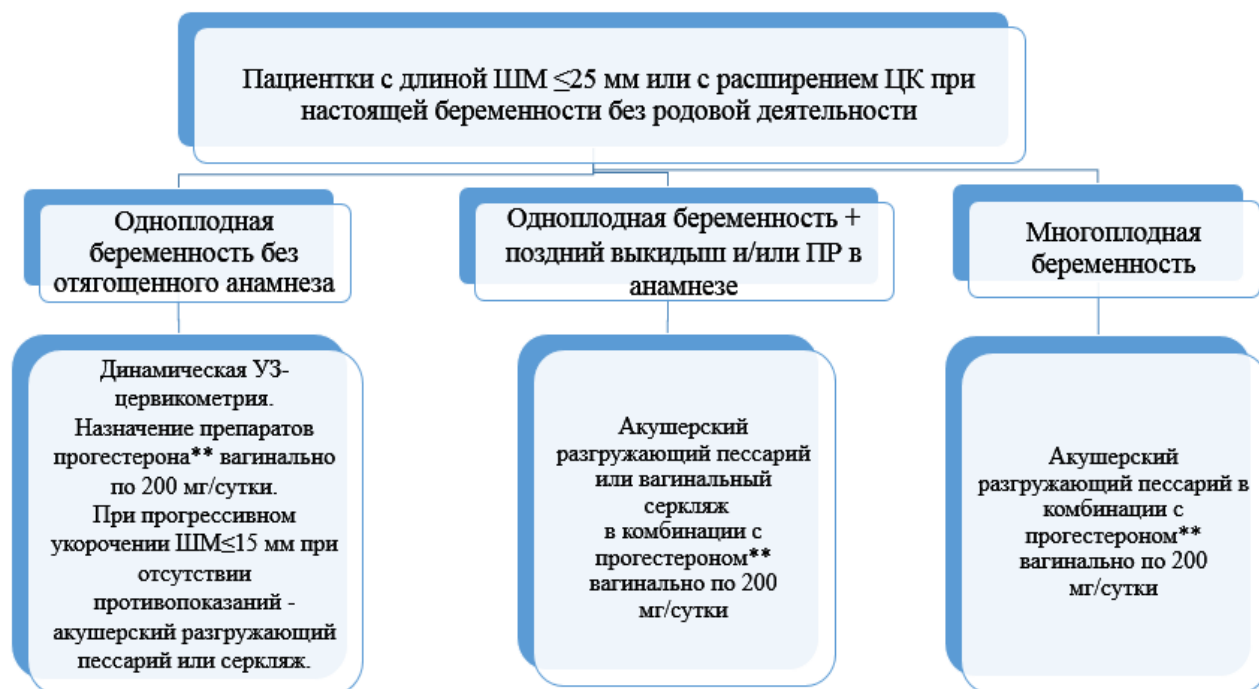 Пациентки с длиной ШМ ≤25 мм или с расширением ЦК при
настоящей беременности без родовой деятельности
Одноплодная
беременность без
отягощенного анамнеза
Одноплодная беременность +
поздний выкидыш и/или ПР в
анамнезе
Многоплодная
беременность
Динамическая УЗ-
цервикометрия.
Назначение препаратов
прогестерона** вагинально
по 200 мг/сутки.
При прогрессивном
укорочении ШМ≤15 мм при
отсутствии
противопоказаний -
акушерский разгружающий
пессарий или серкляж.
Акушерский
разгружающий пессарий
или вагинальный
серкляж
в комбинации с
прогестероном**
вагинально по 200
мг/сутки
Акушерский
разгружающий пессарий в
комбинации с
прогестероном**
вагинально по 200
мг/сутки